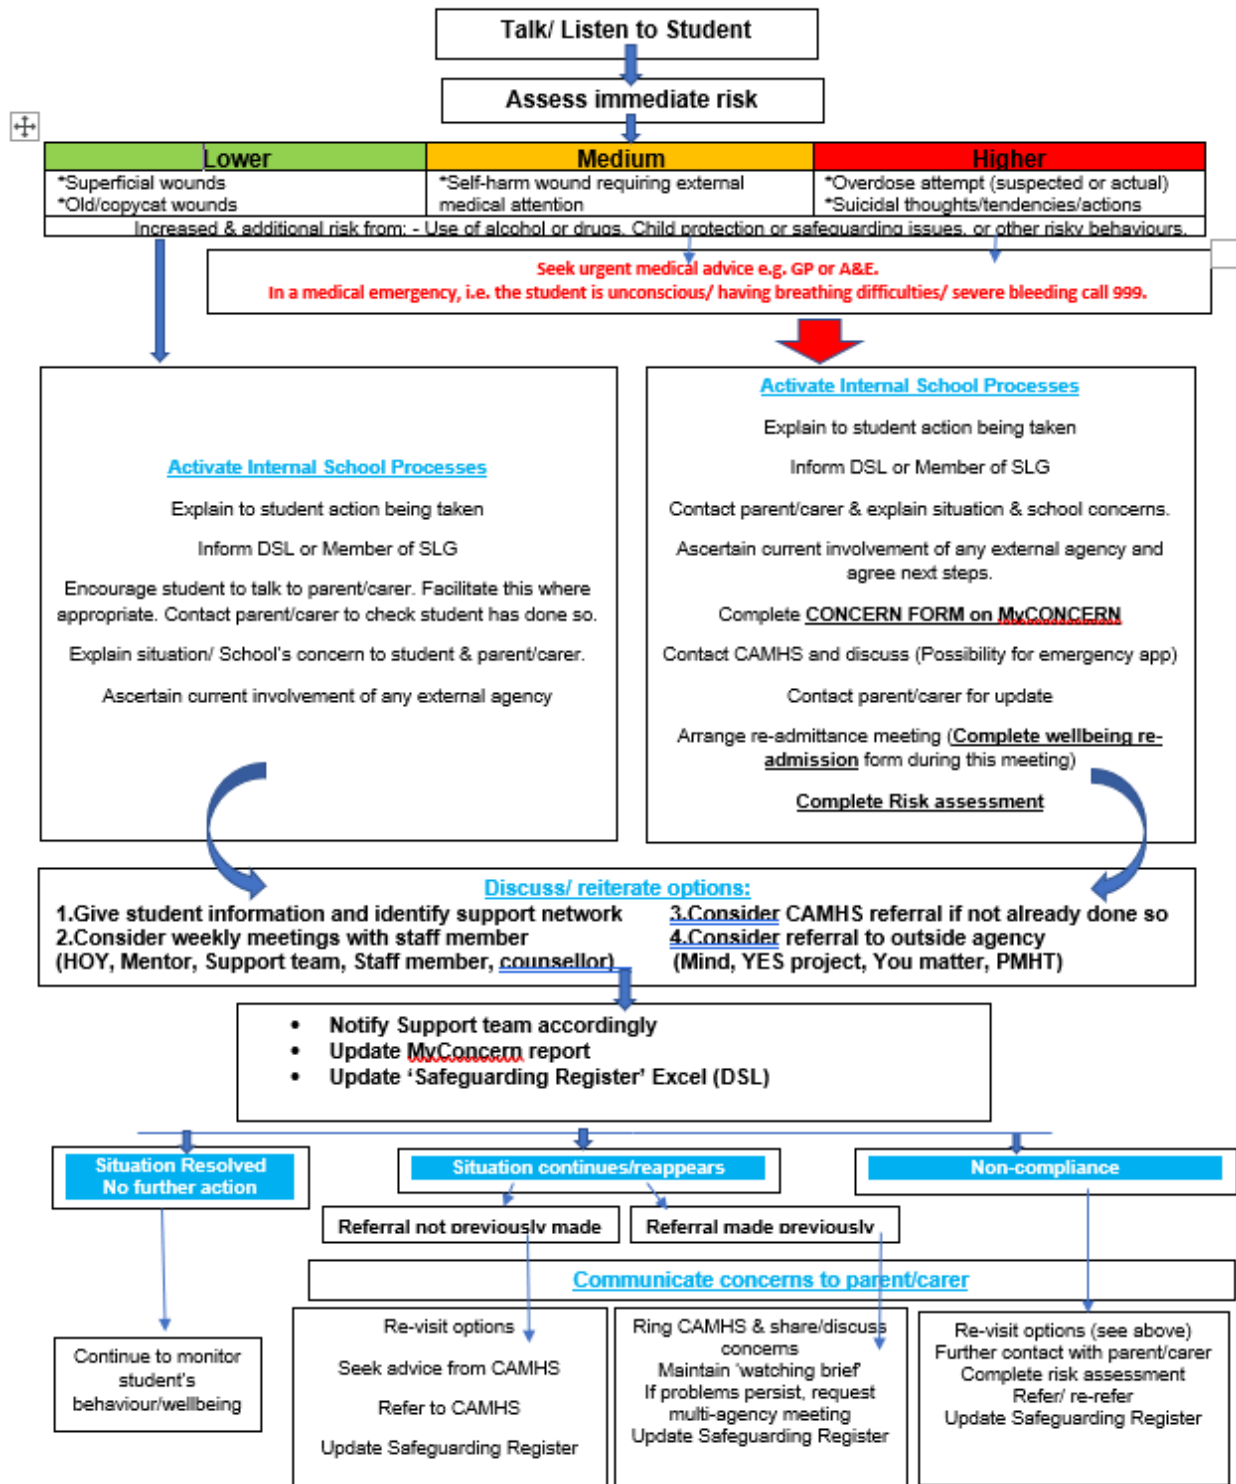 Talk/ Listen to Student
Assess immediate risk
Lower
Medium
Higher
*Superficial wounds
*Old/copycat wounds
*Self-harm wound requiring external
medical attention
*Overdose attempt (suspected or actual)
*Suicidal thoughts/tendencies/actions
Increased & additional risk from: - Use of alcohol or drugs, Child protection or safeguarding issues, or other risky behaviours.
Seek urgent medical advice e.g. GP or A&E.
In a medical emergency, i.e. the student is unconscious/ having breathing difficulties/ severe bleeding call 999.
Activate Internal School Processes
Explain to student action being taken
Inform DSL or Member of SLG
Encourage student to talk to parent/carer. Facilitate this where
appropriate. Contact parent/carer to check student has done so.
Explain situation/ School's concern to student & parent/carer.
Ascertain current involvement of any external agency
Activate Internal School Processes
Explain to student action being taken
Inform DSL or Member of SLG
Contact parent/carer & explain situation & school concerns.
Ascertain current involvement of any external agency and
agree next steps.
Complete CONCERN FORM on MyCONCERN
Contact CAMHS and discuss (Possibility for emergency app)
Contact parent/carer for update
Arrange re-admittance meeting (Complete wellbeing re-
admission form during this meeting)
Complete Risk assessment
Discuss/ reiterate options:
1.Give student information and identify support network
2.Consider weekly meetings with staff member
(HOY, Mentor, Support team, Staff member, counsellor)
3.Consider CAMHS referral if not already done so
4.Consider referral to outside agency
(Mind, YES project, You matter, PMHT)
• Notify Support team accordingly
• Update MyConcern report
• Update ‘Safeguarding Register’ Excel (DSL)
Situation Resolved
No further action
Situation continues/reappears
Non-compliance
Referral not previously made
Referral made previously
Communicate concerns to parent/carer
Continue to monitor
student's
behaviour/wellbeing
Re-visit options
Seek advice from CAMHS
Refer to CAMHS
Update Safeguarding Register
Ring CAMHS & share/discuss
concerns
Maintain ‘watching brief’
If problems persist, request
multi-agency meeting
Update Safeguarding Register
Re-visit options (see above)
Further contact with parent/carer
Complete risk assessment
Refer/ re-refer
Update Safeguarding Register